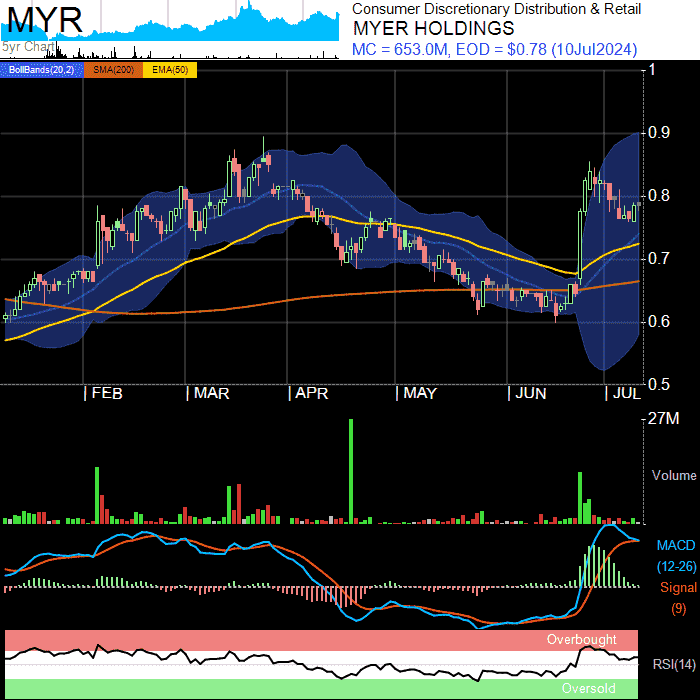 MYR
5yr Chart
Consumer Discretionary Distribution & Retail
MYER HOLDINGS
MC = 653.0M, EOD = $0.78 (10Jul2024)
BollBands(20,2) SMA(200) EMA(50)
1
0.9
0.8
0.7
0.6
0.5
| FEB | MAR | APR | MAY | JUN | JUL
27M
Volume
MACD
(12-26)
Signal
(9)
Overbought
RSI(14)
Oversold